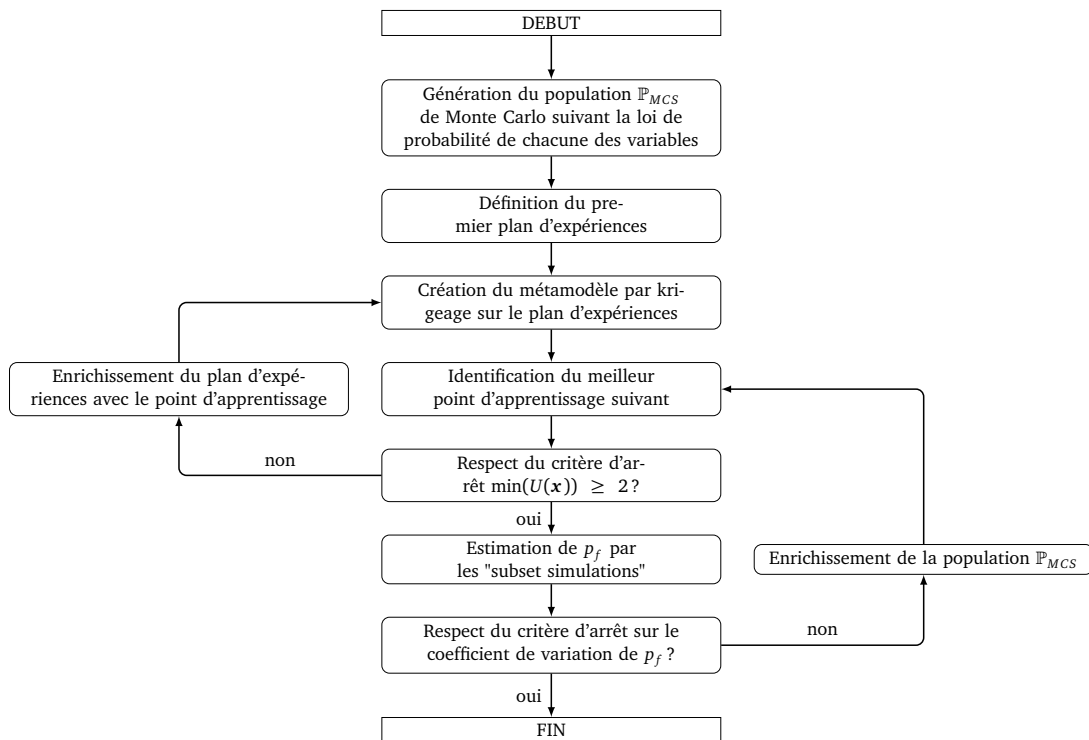 DEBUT
Génération du population ℙ_MCS
de Monte Carlo suivant la loi de
probabilité de chacune des variables
Définition du pre-
mier plan d'expériences
Création du métamodèle par kri-
geage sur le plan d'expériences
Enrichissement du plan d'expé-
riences avec le point d'apprentissage
Identification du meilleur
point d'apprentissage suivant
non
Respect du critère d'ar-
rêt min(U(x)) ≥ 2 ?
oui
Estimation de p_f par
les "subset simulations"
Enrichissement de la population ℙ_MCS
Respect du critère d'arrêt sur le
coefficient de variation de p_f ?
non
oui
FIN